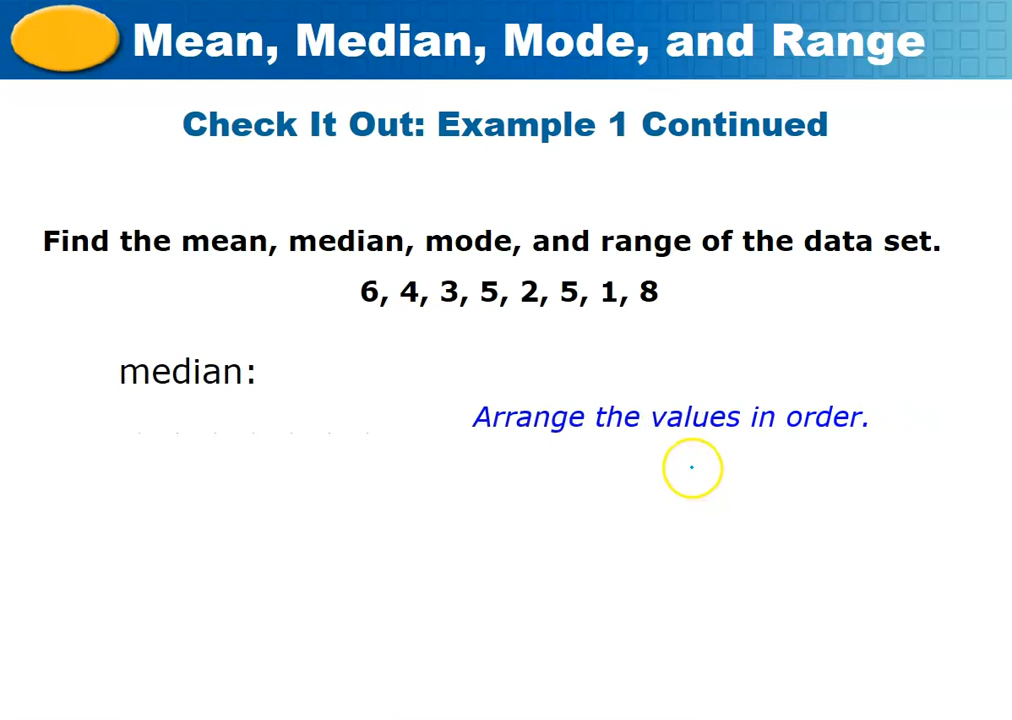 Mean, Median, Mode, and Range
Check It Out: Example 1 Continued
Find the mean, median, mode, and range of the data set.
6, 4, 3, 5, 2, 5, 1, 8
median:
Arrange the values in order.